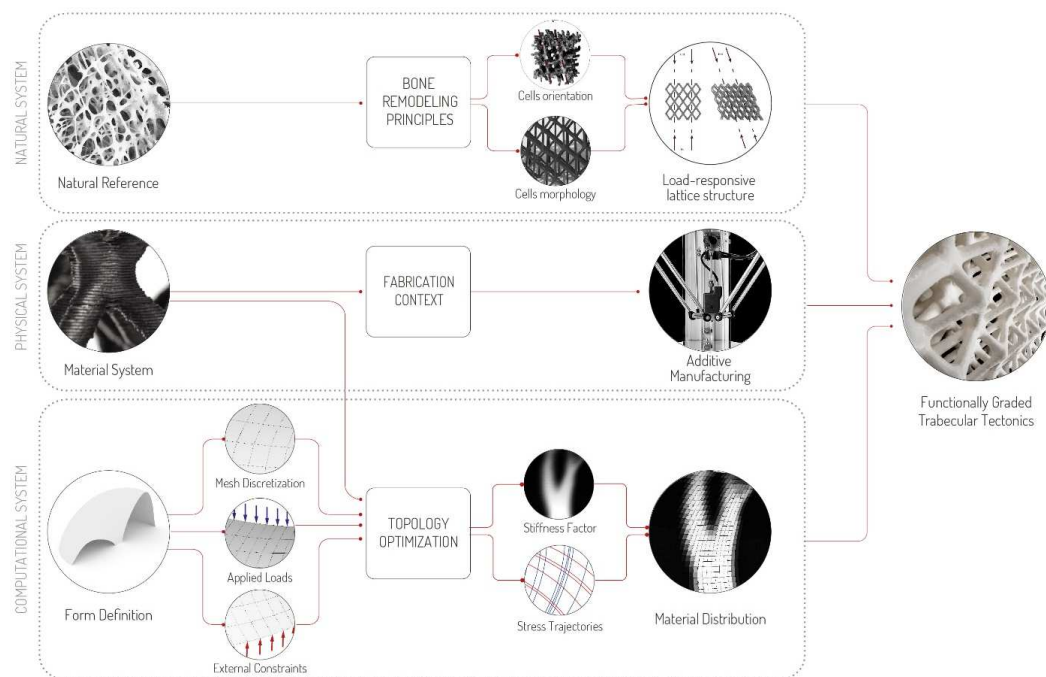 NATURAL SYSTEM
Natural Reference
BONE
REMODELING
PRINCIPLES
Cells orientation
Cells morphology
Load-responsive
lattice structure
PHYSICAL SYSTEM
Material System
FABRICATION
CONTEXT
Additive
Manufacturing
Functionally Graded
Trabecular Tectonics
COMPUTATIONAL SYSTEM
Form Definition
Mesh Discretization
Applied Loads
External Constraints
TOPOLOGY
OPTIMIZATION
Stiffness Factor
Stress Trajectories
Material Distribution